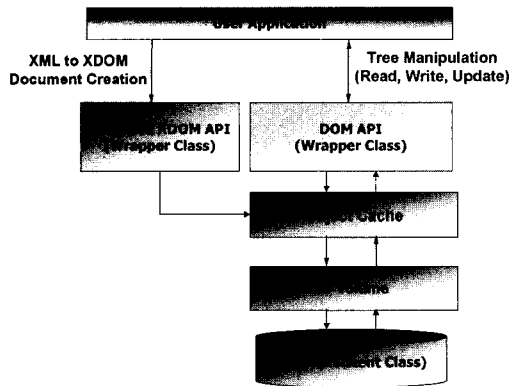 User Application
XML to XDOM
Document Creation
Tree Manipulation
(Read, Write, Update)
XDOM API
(Wrapper Class)
DOM API
(Wrapper Class)
Cache
Class)